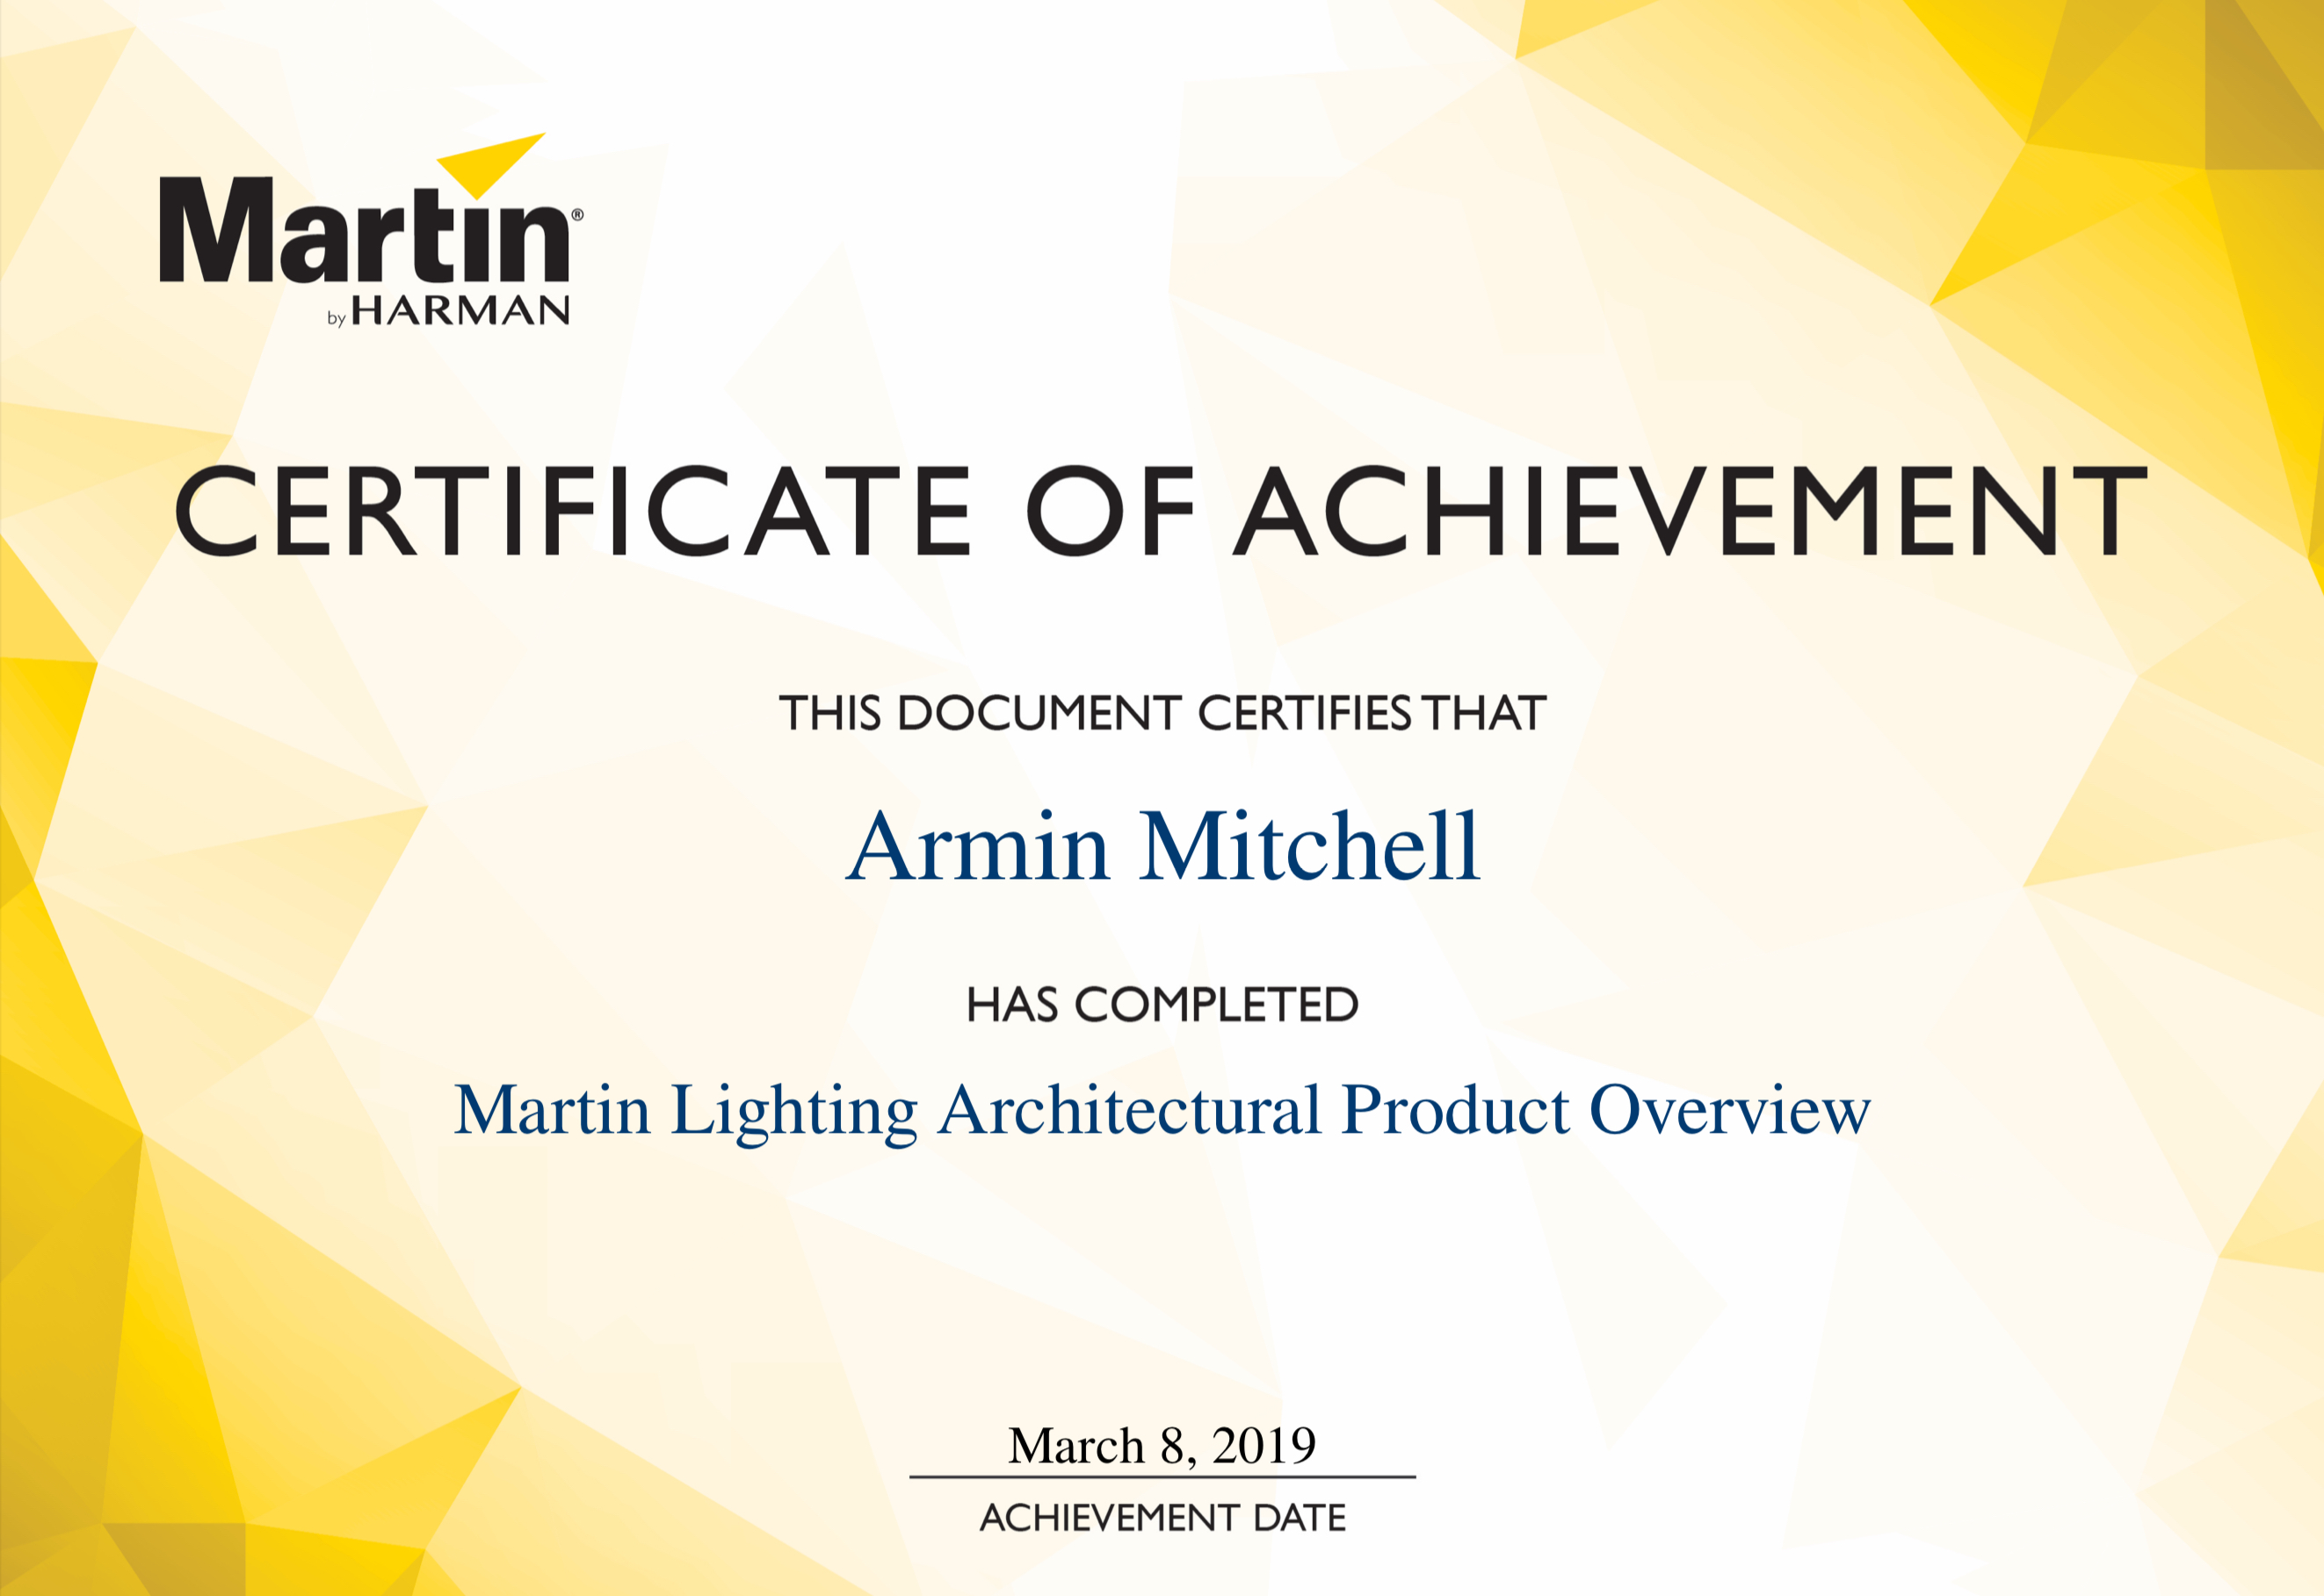 Martin®
by HARMAN
CERTIFICATE OF ACHIEVEMENT
THIS DOCUMENT CERTIFIES THAT
Armin Mitchell
HAS COMPLETED
Martin Lighting Architectural Product Overview
March 8, 2019
ACHIEVEMENT DATE